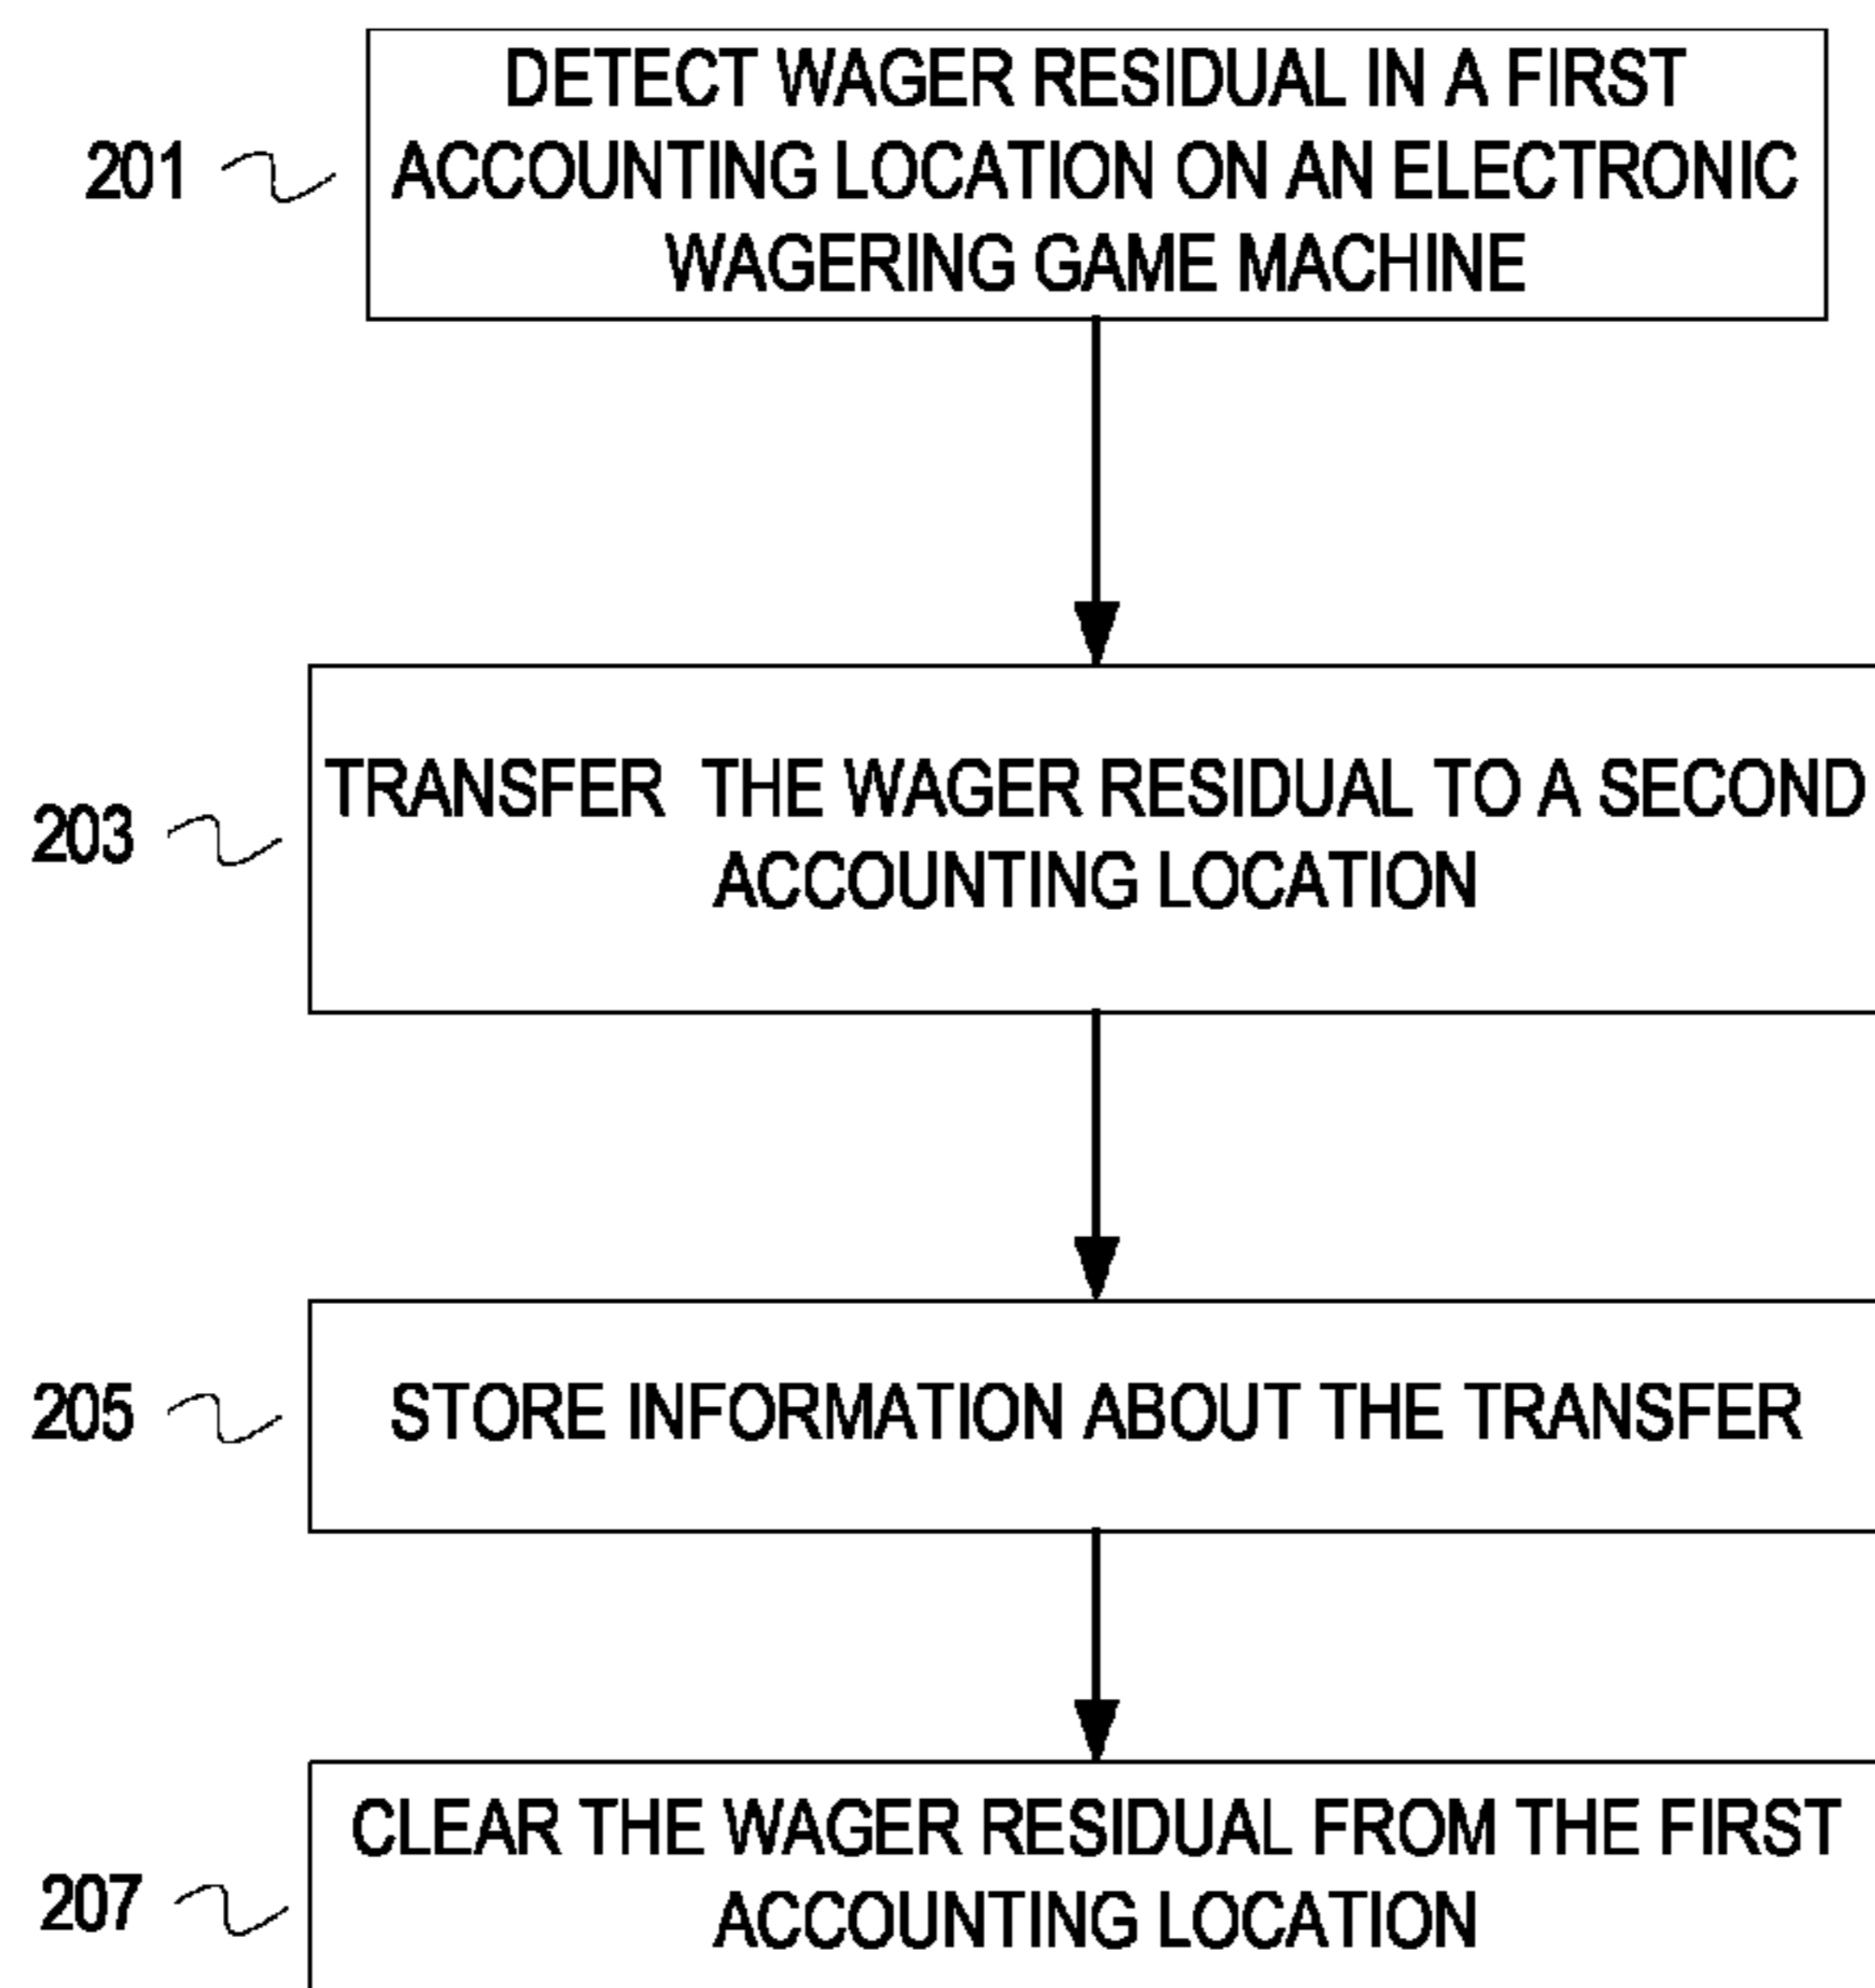 DETECT WAGER RESIDUAL IN A FIRST
201
ACCOUNTING LOCATION ON AN ELECTRONIC
WAGERING GAME MACHINE
TRANSFER THE WAGER RESIDUAL TO A SECOND
203
ACCOUNTING LOCATION
205
STORE INFORMATION ABOUT THE TRANSFER
CLEAR THE WAGER RESIDUAL FROM THE FIRST
207
ACCOUNTING LOCATION